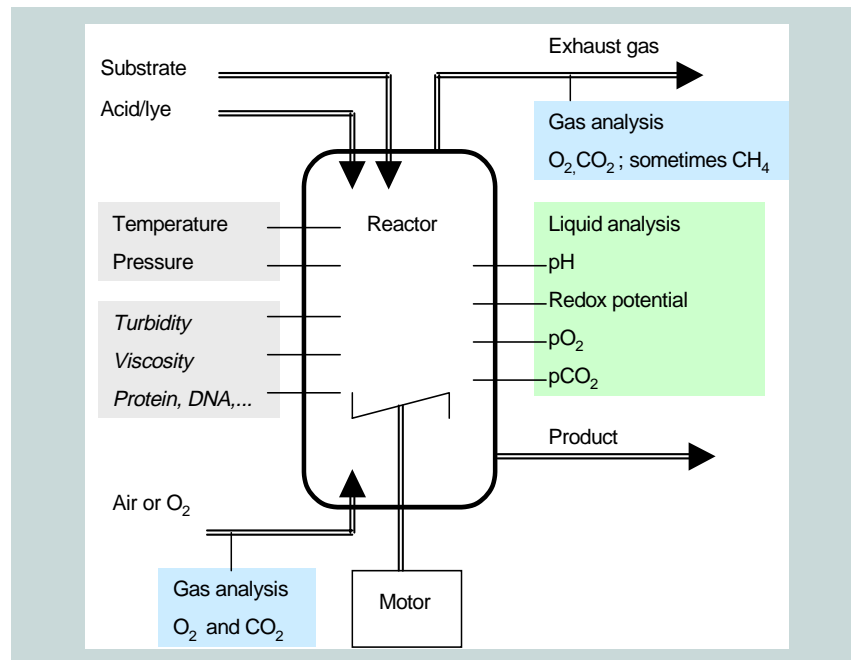 Substrate
Acid/lye
Exhaust gas
Gas analysis
O₂,CO₂ ; sometimes CH₄
Temperature
Pressure
Reactor
Liquid analysis
pH
Redox potential
pO₂
pCO₂
Turbidity
Viscosity
Protein, DNA,...
Product
Air or O₂
Gas analysis
O₂ and CO₂
Motor